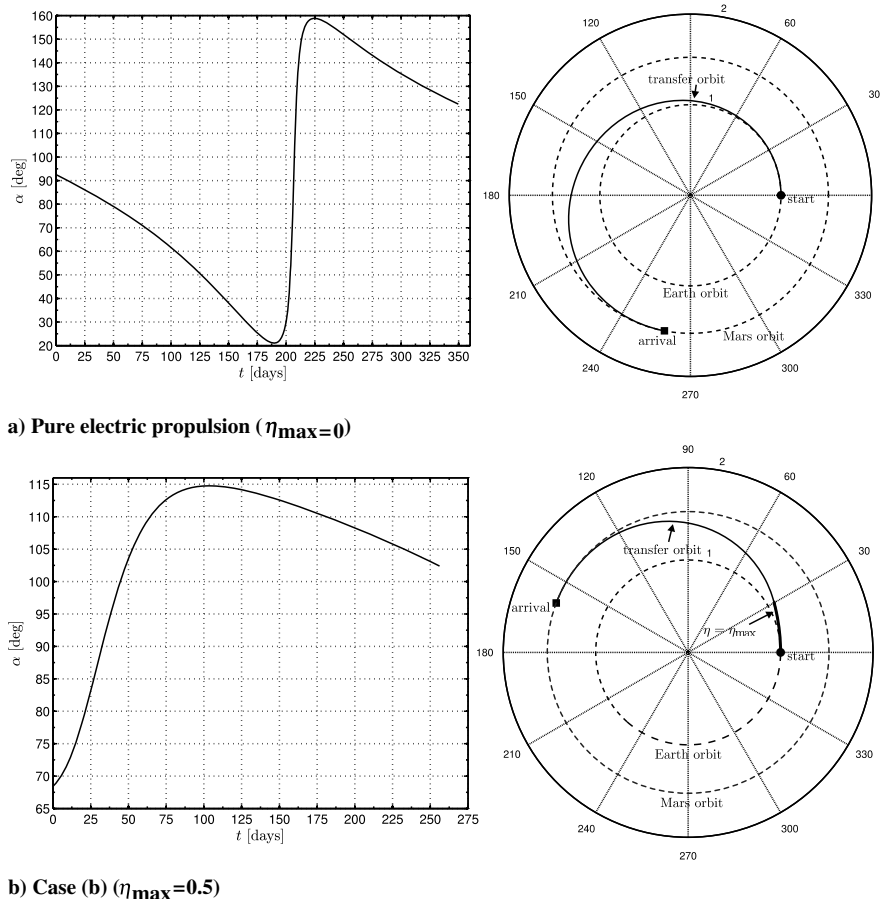 160
150
140
130
120
110
100
90
80
70
60
50
40
30
20
α [deg]
0 25 50 75 100 125 150 175 200 225 250 275 300 325 350
t [days]
2
120
60
transfer orbit
1
150
30
180
start
Earth orbit
210
330
Mars orbit
arrival
240
300
270
a) Pure electric propulsion (ηmax=0)
115
110
105
100
95
90
85
80
75
70
65
α [deg]
0 25 50 75 100 125 150 175 200 225 250 275
t [days]
90
2
120
60
transfer orbit 1
150
30
arrival
η = ηmax
180
start
Earth orbit
210
330
Mars orbit
240
300
270
b) Case (b) (ηmax=0.5)